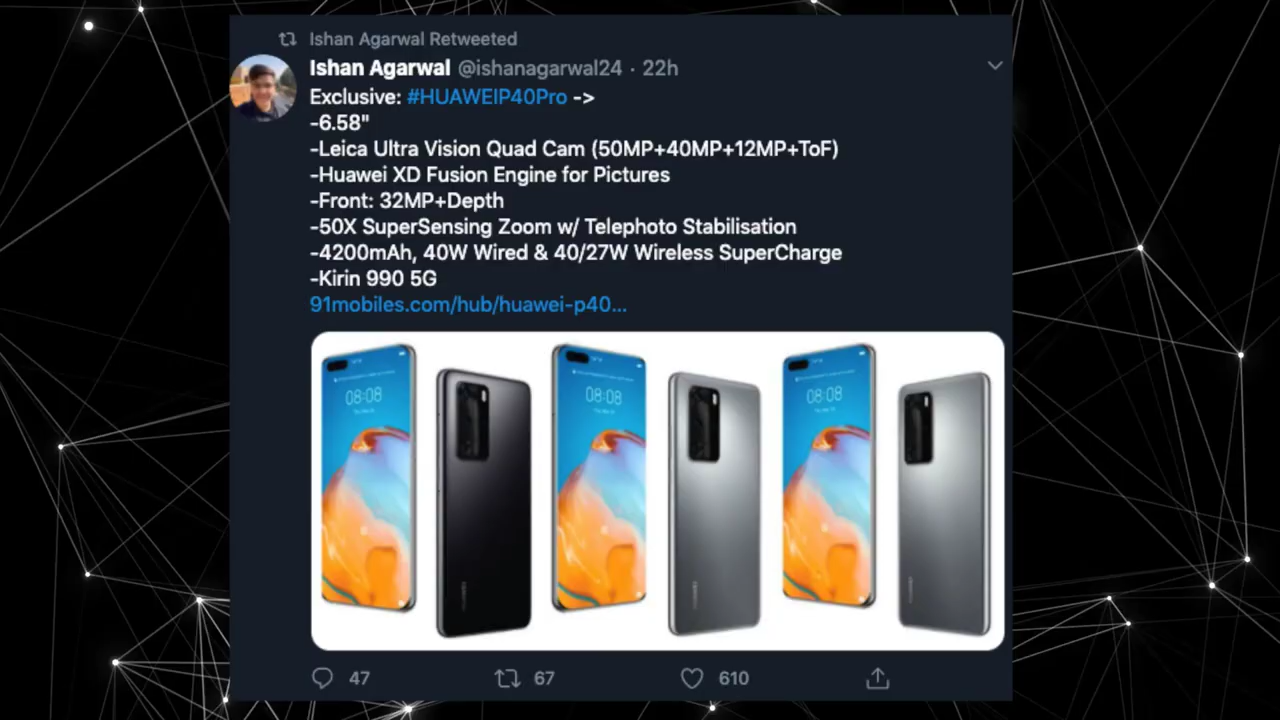 Ishan Agarwal Retweeted
Ishan Agarwal @ishanagarwal24 · 22h
Exclusive: #HUAWEIP40Pro ->
-6.58"
-Leica Ultra Vision Quad Cam (50MP+40MP+12MP+ToF)
-Huawei XD Fusion Engine for Pictures
-Front: 32MP+Depth
-50X SuperSensing Zoom w/ Telephoto Stabilisation
-4200mAh, 40W Wired & 40/27W Wireless SuperCharge
-Kirin 990 5G
91mobiles.com/hub/huawei-p40...
08:08
08:08
08:08
47 67 610